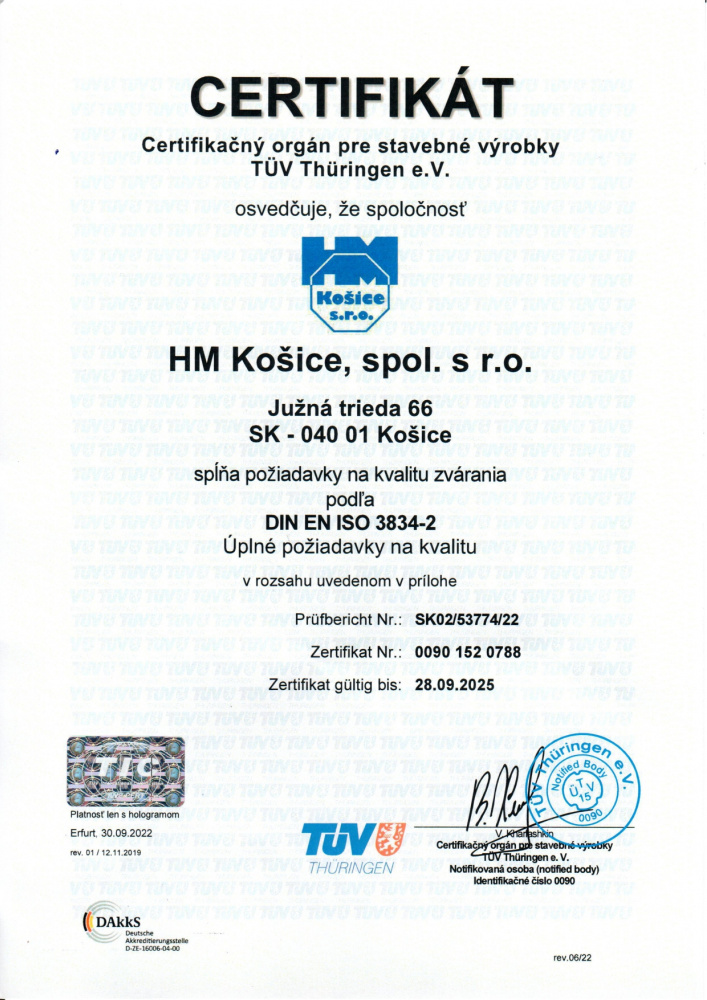 CERTIFIKÁT
Certifikačný orgán pre stavebné výrobky
TÜV Thüringen e.V.
osvedčuje, že spoločnosť
HM
Košice
s.r.o.
HM Košice, spol. s r.o.
Južná trieda 66
SK - 040 01 Košice
spĺňa požiadavky na kvalitu zvárania
podľa
DIN EN ISO 3834-2
Úplné požiadavky na kvalitu
v rozsahu uvedenom v prílohe
Prüfbericht Nr.: SK02/53774/22
Zertifikat Nr.: 0090 152 0788
Zertifikat gültig bis: 28.09.2025
TIC
Platnosť len s hologramom
Erfurt, 30.09.2022
rev. 01 / 12.11.2019
TÜV
THÜRINGEN
TÜV Thüringen e.V.
Notified Body
TÜV
15
0090
V. Kharashkin
Certifikačný orgán pre stavebné výrobky
TÜV Thüringen e. V.
Notifikovaná osoba (notified body)
Identifikačné číslo 0090
DAkkS
Deutsche
Akkreditierungsstelle
D-ZE-16006-04-00
rev.06/22